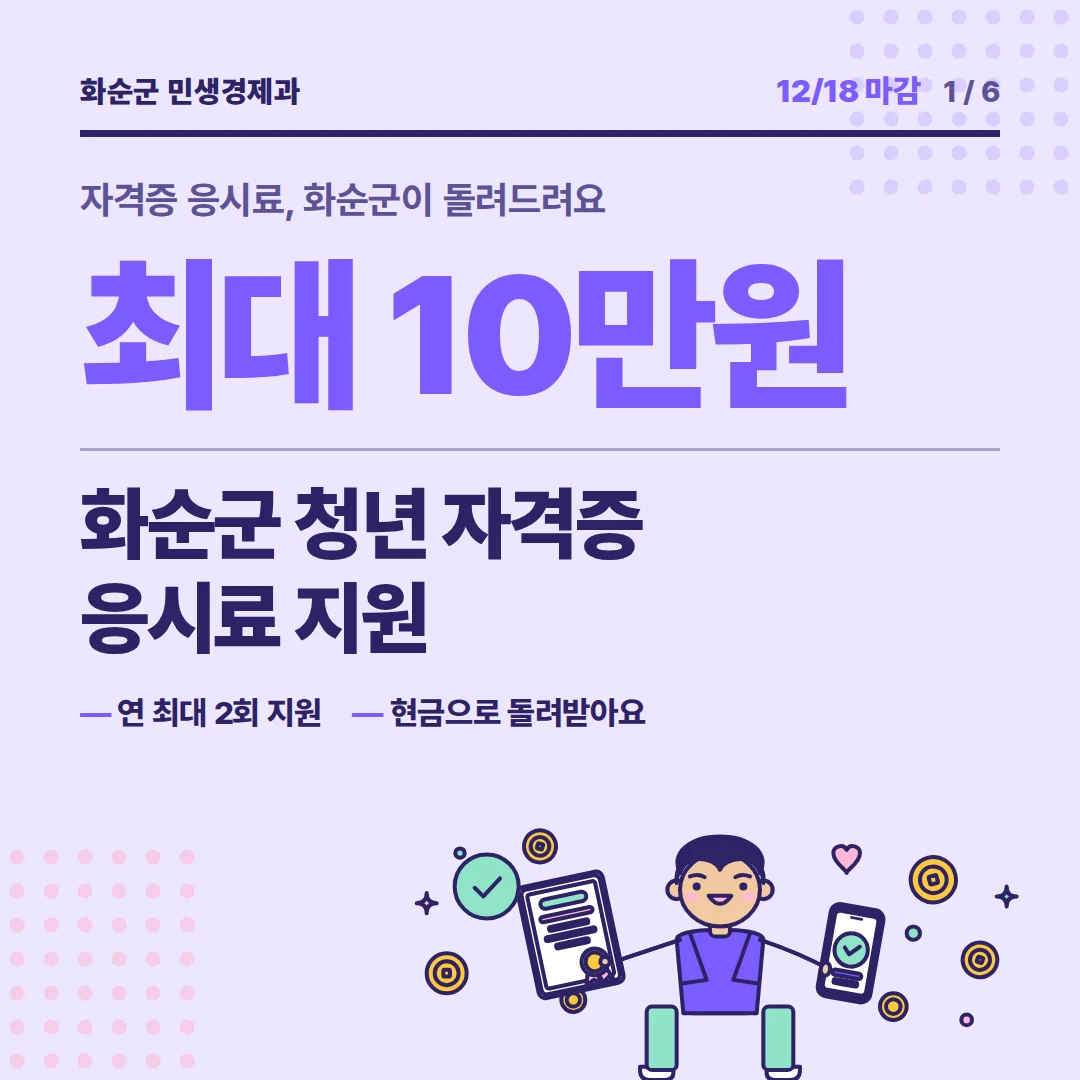 화순군 민생경제과
12/18 마감 1 / 6
자격증 응시료, 화순군이 돌려드려요
최대 10만원
화순군 청년 자격증
응시료 지원
— 연 최대 2회 지원 — 현금으로 돌려받아요